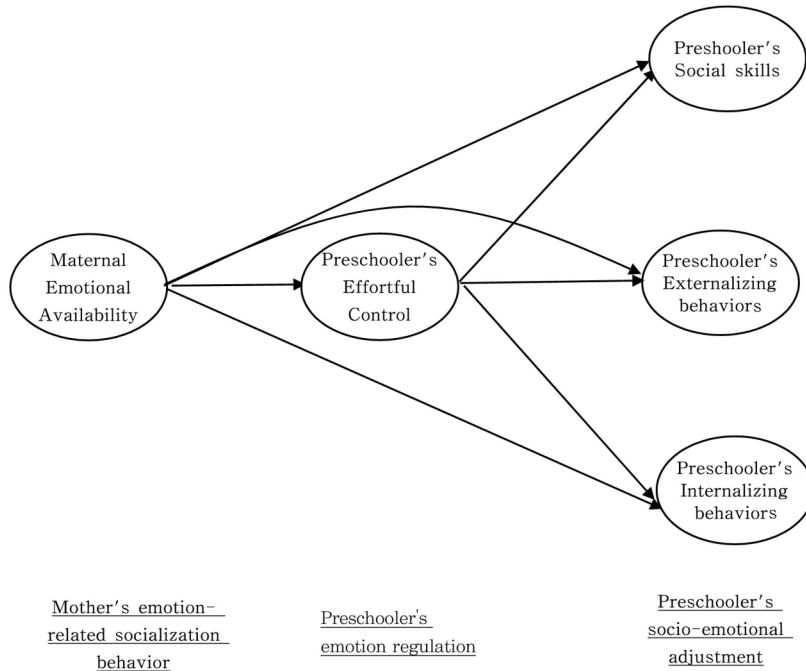 Preshooler's
Social skills
Maternal
Emotional
Availability
Preschooler's
Effortful
Control
Preschooler's
Externalizing
behaviors
Preschooler's
Internalizing
behaviors
Mother's emotion-
related socialization
behavior
Preschooler's
emotion regulation
Preschooler's
socio-emotional
adjustment